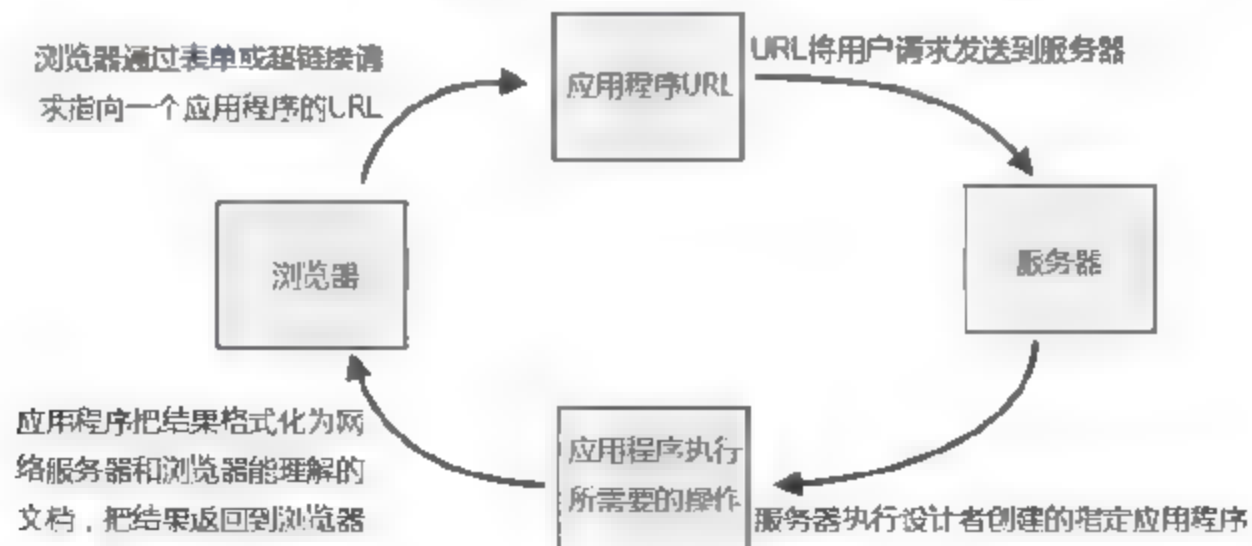 浏览器通过表单或超链接请
求指向一个应用程序的URL
应用程序URL
URL将用户请求发送到服务器
浏览器
服务器
应用程序把结果格式化为网
络服务器和浏览器能理解的
文档，把结果返回到浏览器
应用程序执行
所需要的操作
服务器执行设计者创建的指定应用程序